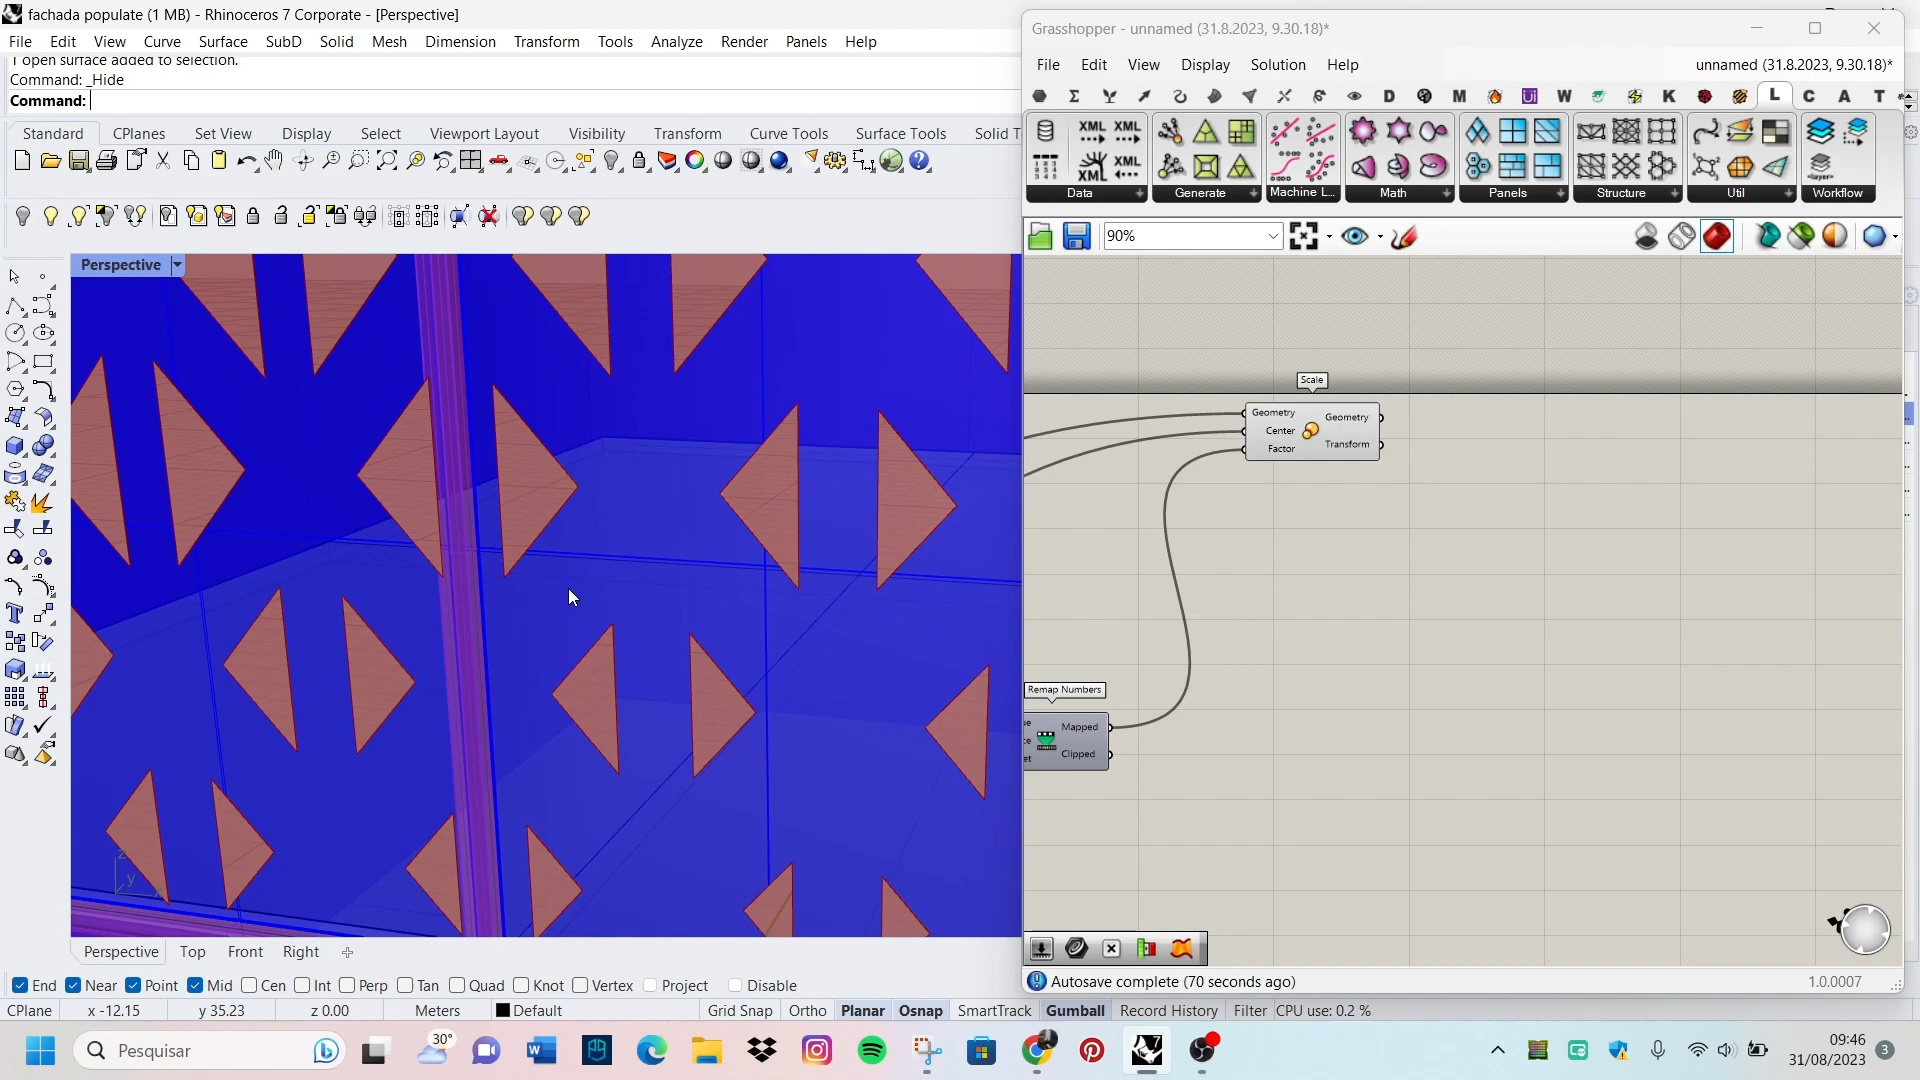 fachada populate (1 MB) - Rhinoceros 7 Corporate - [Perspective]
File Edit View Curve Surface SubD Solid Mesh Dimension Transform Tools Analyze Render Panels Help
1 open surface added to selection.
Command: _Hide
Command:
Standard CPlanes Set View Display Select Viewport Layout Visibility Transform Curve Tools Surface Tools Solid T
Perspective
z
y
x
Perspective Top Front Right
End Near Point Mid Cen Int Perp Tan Quad Knot Vertex Project Disable
CPlane x -12.15 y 35.23 z 0.00 Meters Default Grid Snap Ortho Planar Osnap SmartTrack Gumball Record History Filter CPU use: 0.2 %
Grasshopper - unnamed (31.8.2023, 9.30.18)*
File Edit View Display Solution Help unnamed (31.8.2023, 9.30.18)*
D M U W K L C A T
XML XML
XML XML
Data Generate Machine L... Math Panels Structure Util Workflow
90%
Scale
Geometry Geometry
Center
Transform
Factor
Remap Numbers
ue Mapped
ce
Clipped
et
Autosave complete (70 seconds ago) 1.0.0007
Pesquisar 30° 09:46
31/08/2023 3